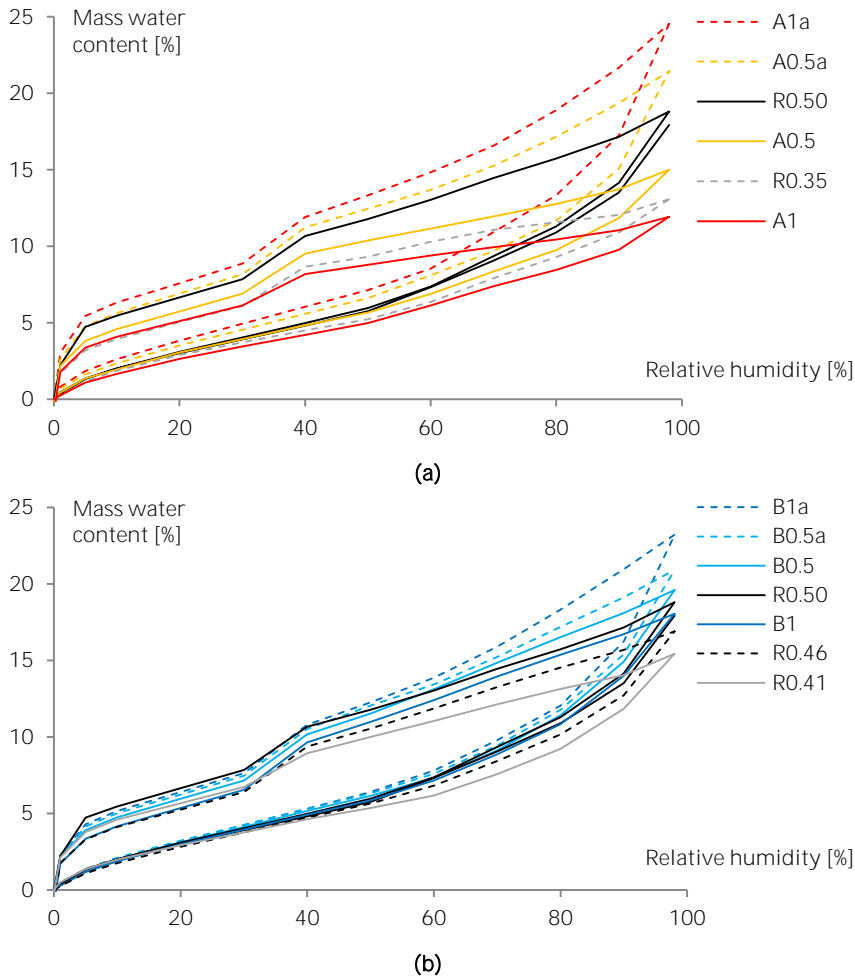 Mass water
content [%]
25
20
15
10
5
0
0
20
40
60
80
100
Relative humidity [%]
A1a
A0.5a
R0.50
A0.5
R0.35
A1
(a)
Mass water
content [%]
25
20
15
10
5
0
0
20
40
60
80
100
Relative humidity [%]
B1a
B0.5a
B0.5
R0.50
B1
R0.46
R0.41
(b)